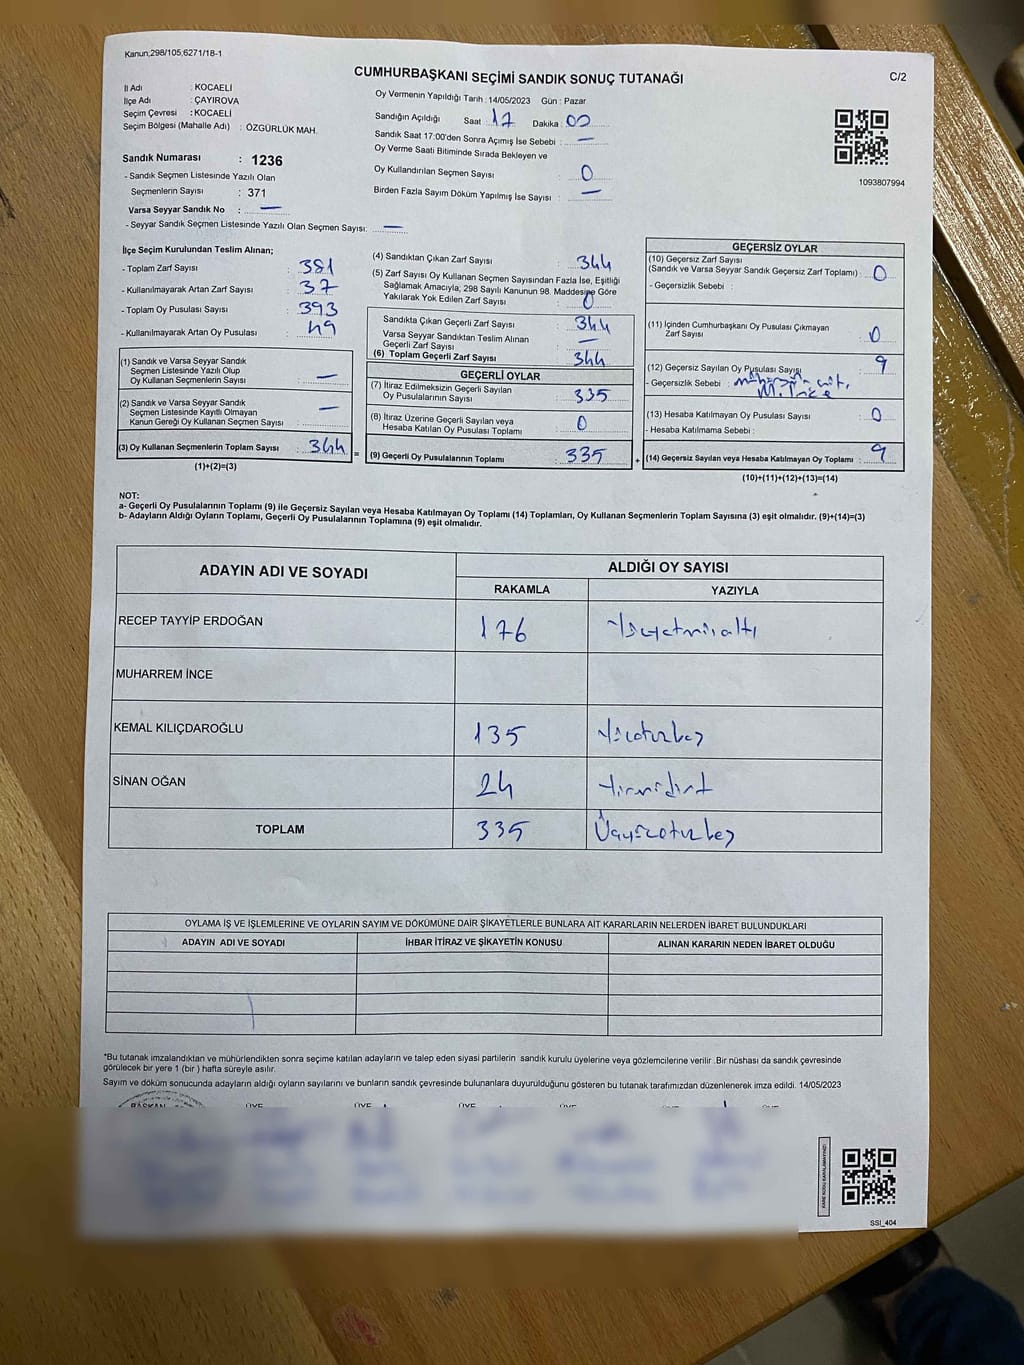 Kanun;298/105,6271/18-1
CUMHURBAŞKANI SEÇİMİ SANDIK SONUÇ TUTANAĞI
C/2
İl Adı : KOCAELİ
İlçe Adı : ÇAYIROVA
Seçim Çevresi : KOCAELİ
Seçim Bölgesi (Mahalle Adı) : ÖZGÜRLÜK MAH.
Sandık Numarası : 1236
- Sandık Seçmen Listesinde Yazılı Olan
Seçmenlerin Sayısı : 371
Varsa Seyyar Sandık No : —
- Seyyar Sandık Seçmen Listesinde Yazılı Olan Seçmen Sayısı: —
Oy Vermenin Yapıldığı Tarih : 14/05/2023 Gün : Pazar
Sandığın Açıldığı Saat : 17 Dakika : 00
Sandık Saat 17:00'den Sonra Açımış İse Sebebi : —
Oy Verme Saati Bitiminde Sırada Bekleyen ve
Oy Kullandırılan Seçmen Sayısı : 0
Birden Fazla Sayım Döküm Yapılmış İse Sayısı : —
1093807994
İlçe Seçim Kurulundan Teslim Alınan;
- Toplam Zarf Sayısı : 381
- Kullanılmayarak Artan Zarf Sayısı : 37
- Toplam Oy Pusulası Sayısı : 393
- Kullanılmayarak Artan Oy Pusulası : 49
(1) Sandık ve Varsa Seyyar Sandık
Seçmen Listesinde Yazılı Olup
Oy Kullanan Seçmenlerin Sayısı : —
(2) Sandık ve Varsa Seyyar Sandık
Seçmen Listesinde Kayıtlı Olmayan
Kanun Gereği Oy Kullanan Seçmen Sayısı : —
(3) Oy Kullanan Seçmenlerin Toplam Sayısı : 344
=
(1)+(2)=(3)
(4) Sandıktan Çıkan Zarf Sayısı : 344
(5) Zarf Sayısı Oy Kullanan Seçmen Sayısından Fazla İse, Eşitliği
Sağlamak Amacıyla; 298 Sayılı Kanunun 98. Maddesine Göre
Yakılarak Yok Edilen Zarf Sayısı : 0
Sandıkta Çıkan Geçerli Zarf Sayısı : 344
Varsa Seyyar Sandıktan Teslim Alınan
Geçerli Zarf Sayısı : —
(6) Toplam Geçerli Zarf Sayısı : 344
GEÇERLİ OYLAR
(7) İtiraz Edilmeksizin Geçerli Sayılan
Oy Pusulalarının Sayısı : 335
(8) İtiraz Üzerine Geçerli Sayılan veya
Hesaba Katılan Oy Pusulası Toplamı : 0
(9) Geçerli Oy Pusulalarının Toplamı : 335
+
GEÇERSİZ OYLAR
(10) Geçersiz Zarf Sayısı
(Sandık ve Varsa Seyyar Sandık Geçersiz Zarf Toplamı) : 0
- Geçersizlik Sebebi :
(11) İçinden Cumhurbaşkanı Oy Pusulası Çıkmayan
Zarf Sayısı : 0
(12) Geçersiz Sayılan Oy Pusulası Sayısı : 9
- Geçersizlik Sebebi : M. İnce
(13) Hesaba Katılmayan Oy Pusulası Sayısı : 0
- Hesaba Katılmama Sebebi :
(14) Geçersiz Sayılan veya Hesaba Katılmayan Oy Toplamı : 9
(10)+(11)+(12)+(13)=(14)
NOT:
a- Geçerli Oy Pusulalarının Toplamı (9) ile Geçersiz Sayılan veya Hesaba Katılmayan Oy Toplamı (14) Toplamları, Oy Kullanan Seçmenlerin Toplam Sayısına (3) eşit olmalıdır. (9)+(14)=(3)
b- Adayların Aldığı Oyların Toplamı, Geçerli Oy Pusulalarının Toplamına (9) eşit olmalıdır.
ADAYIN ADI VE SOYADI
ALDIĞI OY SAYISI
RAKAMLA
YAZIYLA
RECEP TAYYİP ERDOĞAN 176 Yüzyetmişaltı
MUHARREM İNCE
KEMAL KILIÇDAROĞLU 135 Yüzotuzbeş
SİNAN OĞAN 24 Yirmidört
TOPLAM 335 Üçyüzotuzbeş
OYLAMA İŞ VE İŞLEMLERİNE VE OYLARIN SAYIM VE DÖKÜMÜNE DAİR ŞİKAYETLERLE BUNLARA AİT KARARLARIN NELERDEN İBARET BULUNDUKLARI
ADAYIN ADI VE SOYADI
İHBAR İTİRAZ VE ŞİKAYETİN KONUSU
ALINAN KARARIN NEDEN İBARET OLDUĞU
*Bu tutanak imzalandıktan ve mühürlendikten sonra seçime katılan adayların ve talep eden siyasi partilerin sandık kurulu üyelerine veya gözlemcilerine verilir .Bir nüshası da sandık çevresinde
görülecek bir yere 1 (bir ) hafta süreyle asılır.
Sayım ve döküm sonucunda adayların aldığı oyların sayılarını ve bunların sandık çevresinde bulunanlara duyurulduğunu gösteren bu tutanak tarafımızdan düzenlenerek imza edildi. 14/05/2023
BAŞKAN ÜYE ÜYE ÜYE ÜYE ÜYE ÜYE
KARE KODU KARALAMAYINIZ!
SSI_404